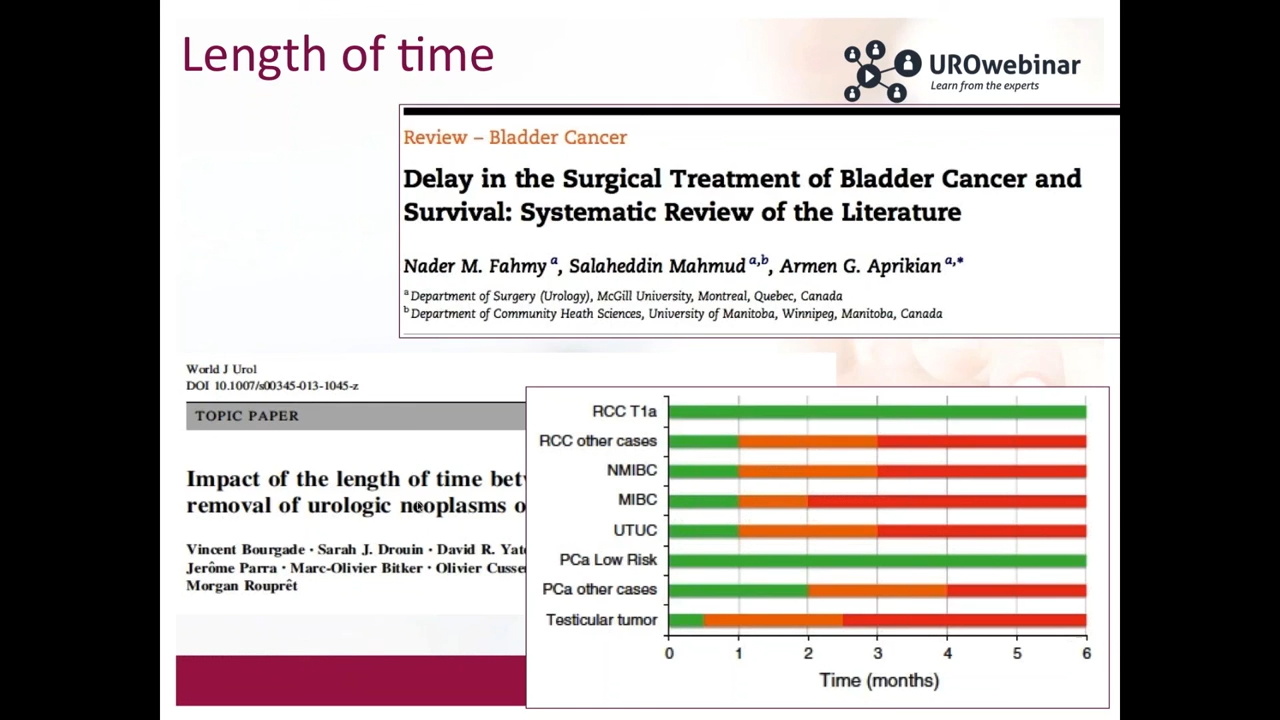 Length of time
UROwebinar
Learn from the experts
Review – Bladder Cancer
Delay in the Surgical Treatment of Bladder Cancer and
Survival: Systematic Review of the Literature
Nader M. Fahmy a, Salaheddin Mahmud a,b, Armen G. Aprikian a,*
a Department of Surgery (Urology), McGill University, Montreal, Quebec, Canada
b Department of Community Heath Sciences, University of Manitoba, Winnipeg, Manitoba, Canada
World J Urol
DOI 10.1007/s00345-013-1045-z
TOPIC PAPER
Impact of the length of time bet
removal of urologic neoplasms o
Vincent Bourgade · Sarah J. Drouin · David R. Yate
Jerôme Parra · Marc-Olivier Bitker · Olivier Cusse
Morgan Rouprêt
RCC T1a
RCC other cases
NMIBC
MIBC
UTUC
PCa Low Risk
PCa other cases
Testicular tumor
0 1 2 3 4 5 6
Time (months)